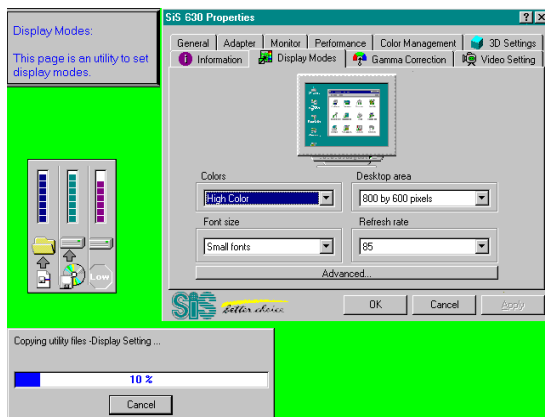 Display Modes:
This page is an utility to set
display modes.
SiS 630 Properties
General
Adapter
Monitor
Performance
Color Management
3D Settings
Information
Display Modes
Gamma Correction
Video Setting
Colors
Desktop area
High Color
800 by 600 pixels
Font size
Refresh rate
Small fonts
85
Advanced...
SiS
better choice
OK
Cancel
Apply
Low
Copying utility files -Display Setting ...
10 %
Cancel